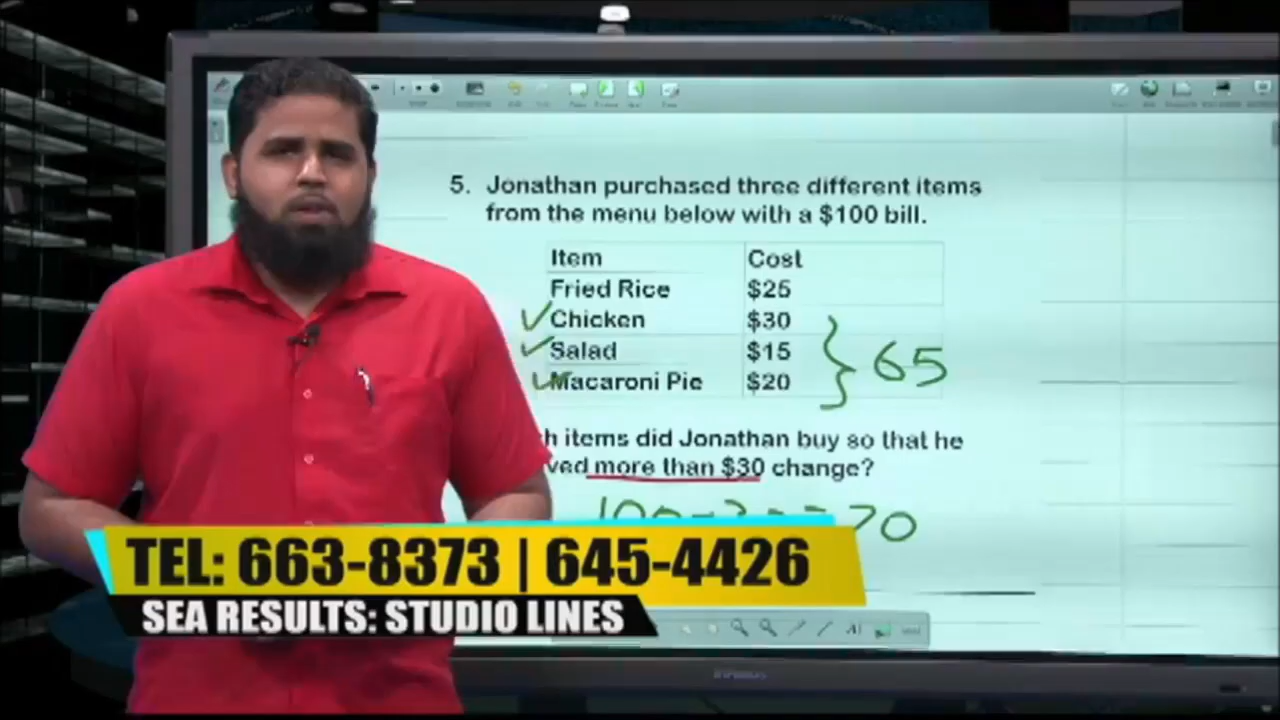 5. Jonathan purchased three different items
from the menu below with a $100 bill.
Item Cost
Fried Rice $25
Chicken $30
Salad $15
Macaroni Pie $20
65
items did Jonathan buy so that he
more than $30 change?
TEL: 663-8373 | 645-4426
SEA RESULTS: STUDIO LINES